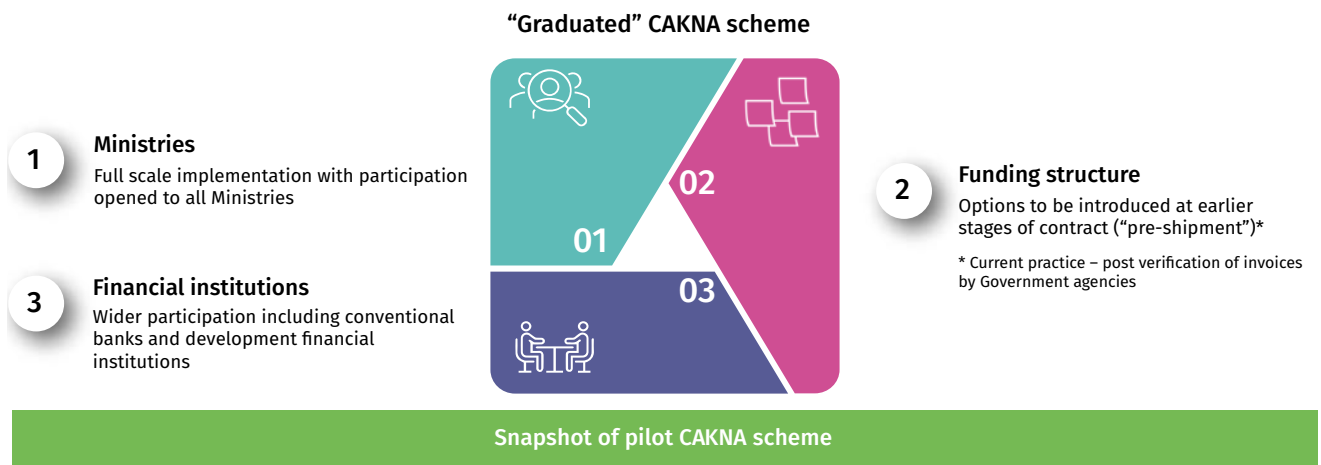 “Graduated” CAKNA scheme
1
Ministries
Full scale implementation with participation
opened to all Ministries
01
02
03
2
Funding structure
Options to be introduced at earlier
stages of contract (“pre-shipment”)*
* Current practice – post verification of invoices
by Government agencies
3
Financial institutions
Wider participation including conventional
banks and development financial
institutions
Snapshot of pilot CAKNA scheme